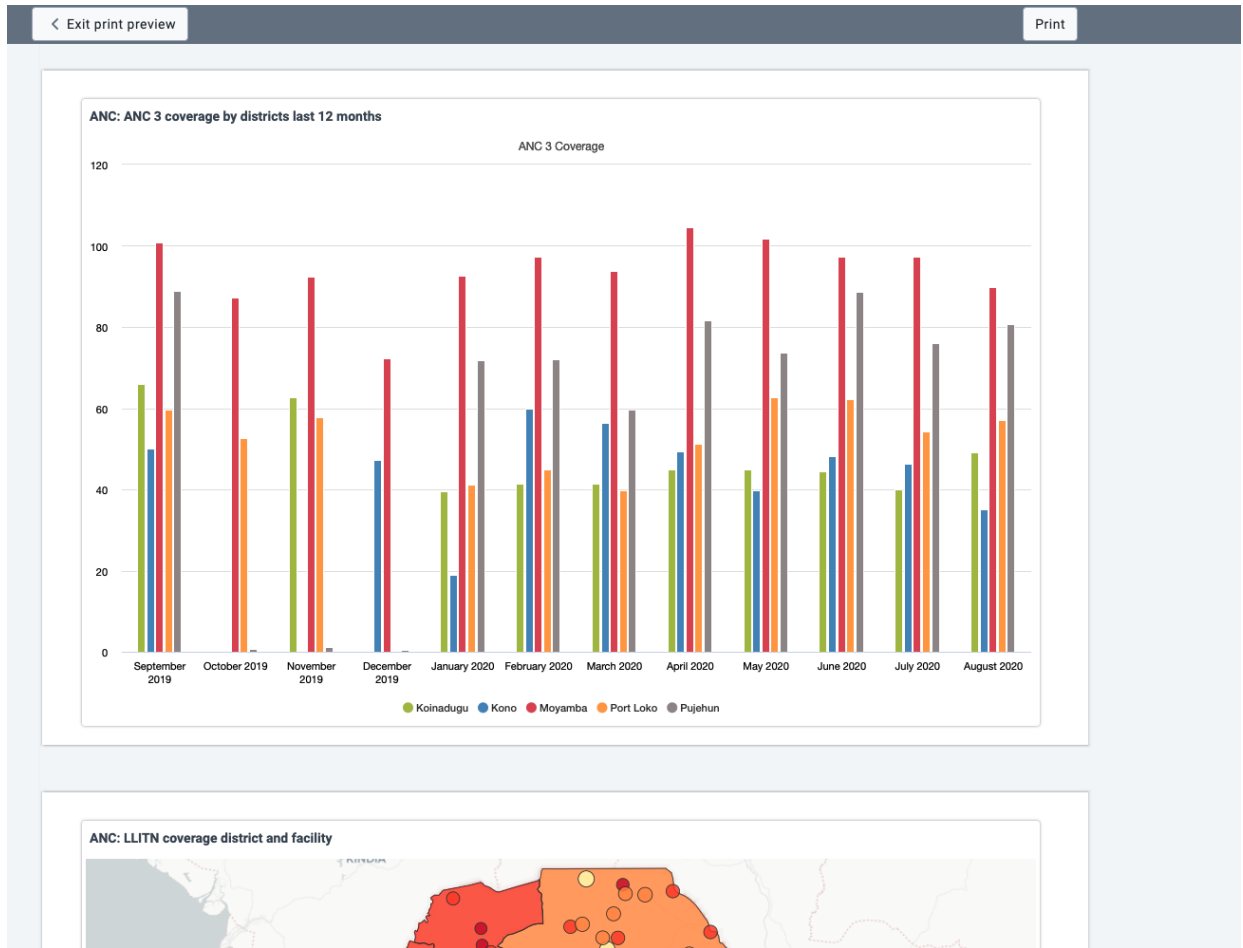 Exit print preview
Print
ANC: ANC 3 coverage by districts last 12 months
ANC 3 Coverage
120
100
80
60
40
20
0
September 2019
October 2019
November 2019
December 2019
January 2020
February 2020
March 2020
April 2020
May 2020
June 2020
July 2020
August 2020
Koinadugu Kono Moyamba Port Loko Pujehun
ANC: LLITN coverage district and facility
KINDIA